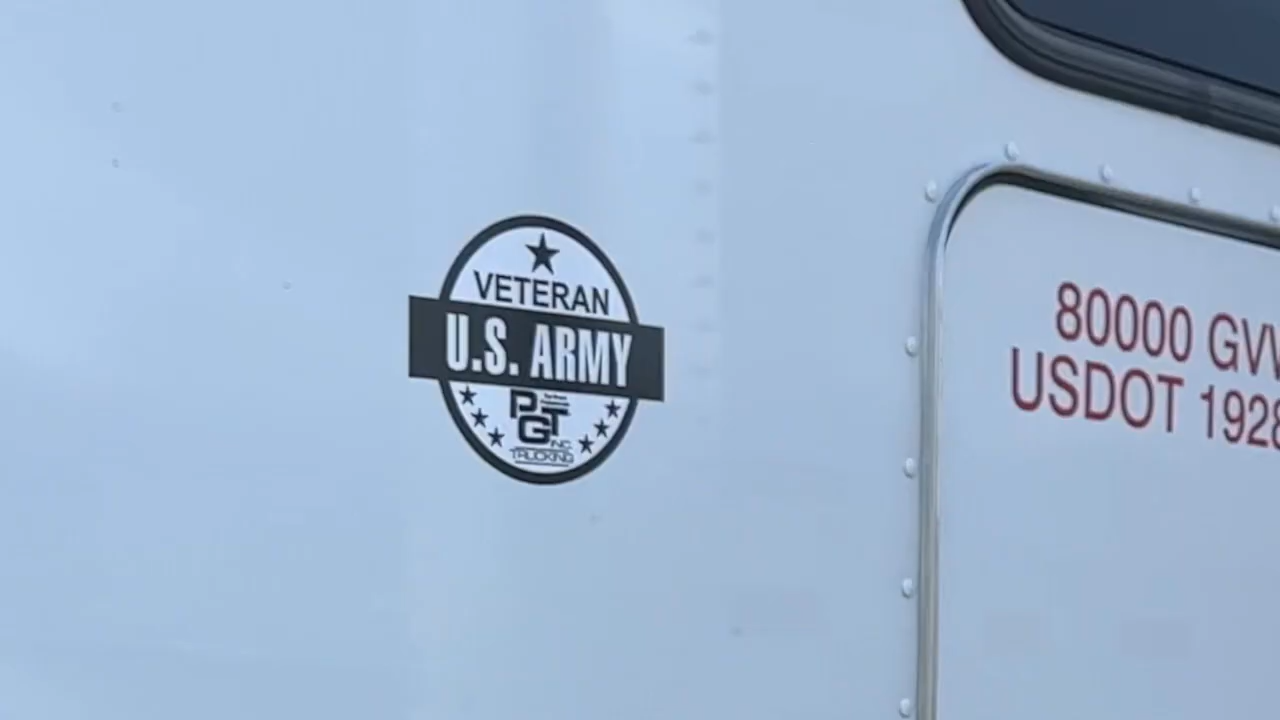 VETERAN
U.S. ARMY
PGT
INC.
TRUCKING
80000 GVW
USDOT 1928